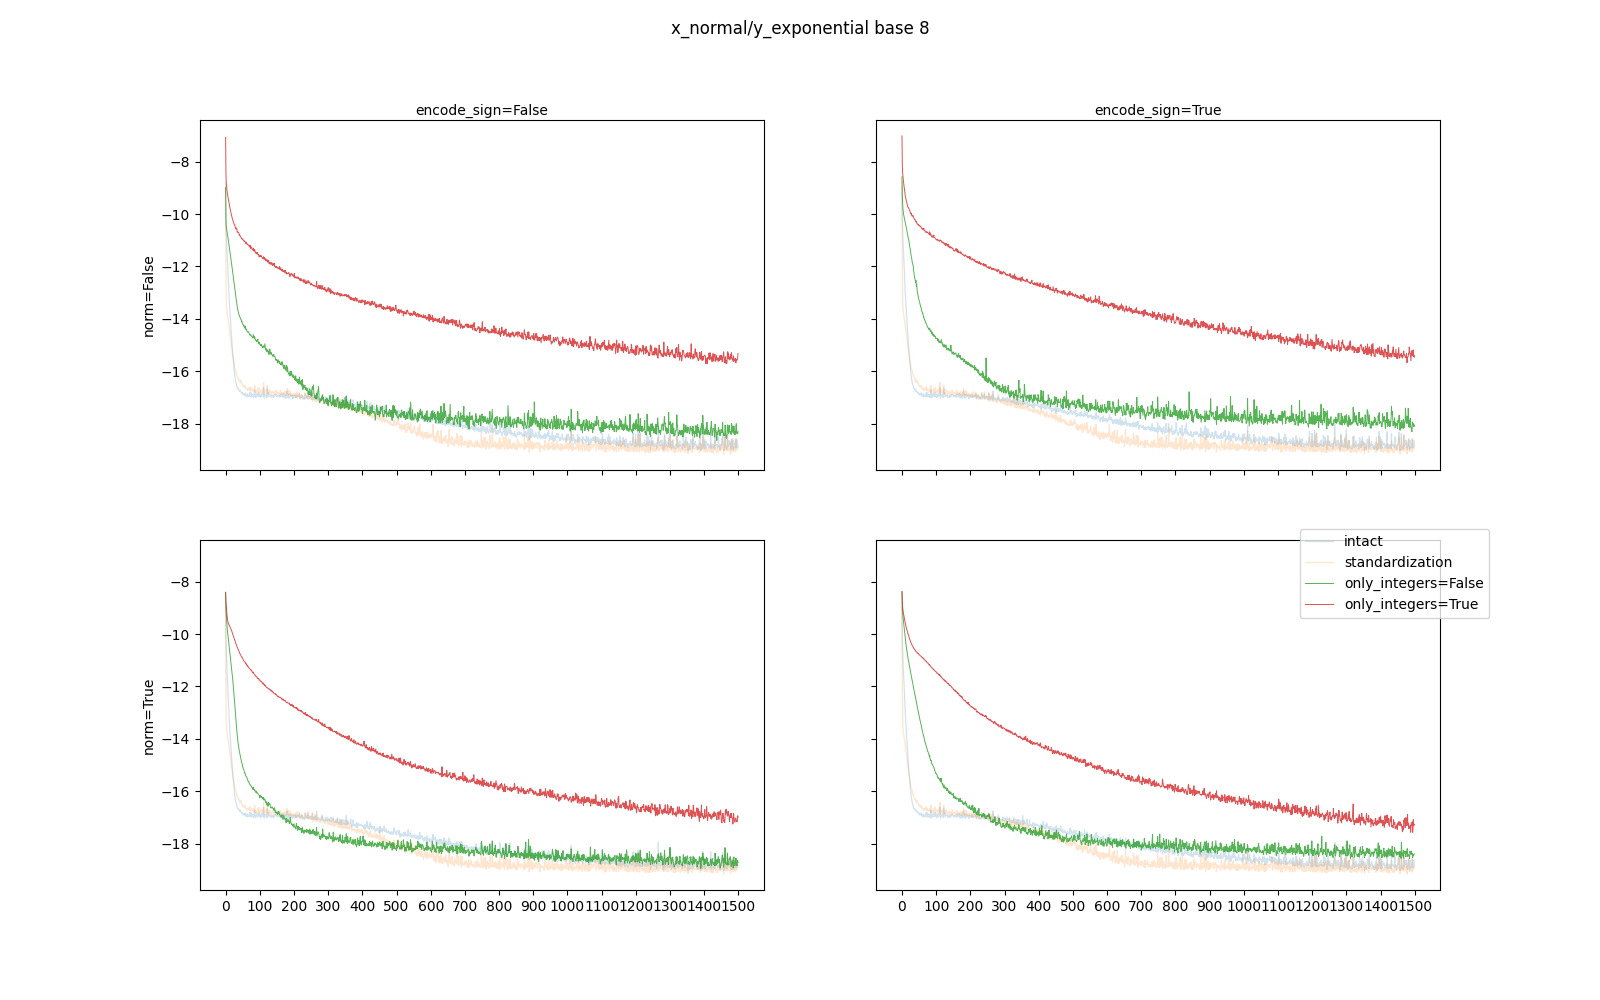 x_normal/y_exponential base 8
encode_sign=False
encode_sign=True
norm=False
−8
−10
−12
−14
−16
−18
intact
standardization
only_integers=False
only_integers=True
norm=True
−8
−10
−12
−14
−16
−18
0 100 200 300 400 500 600 700 800 900 1000 1100 1200 1300 1400 1500
0 100 200 300 400 500 600 700 800 900 1000 1100 1200 1300 1400 1500